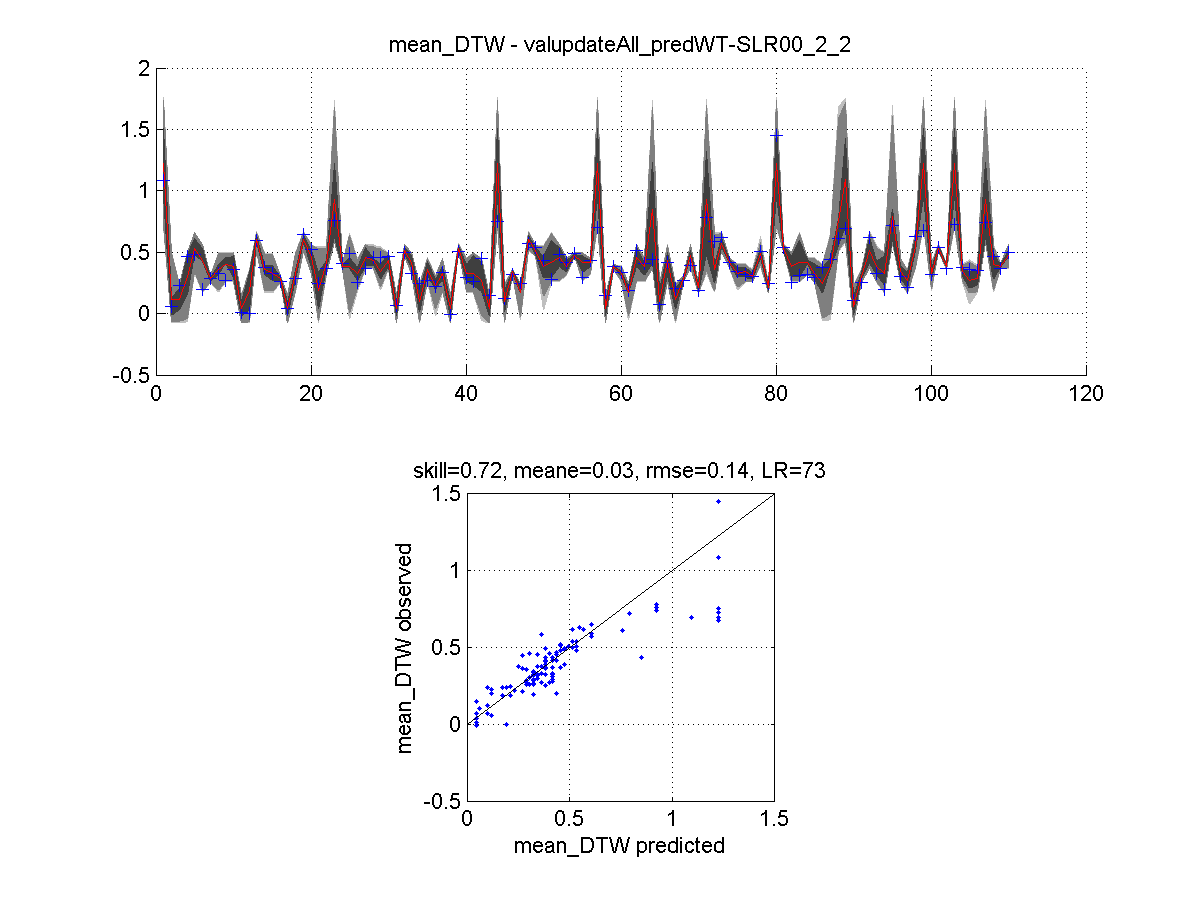 mean_DTW - valupdateAll_predWT-SLR00_2_2
2
1.5
1
0.5
0
-0.5
0 20 40 60 80 100 120
skill=0.72, meane=0.03, rmse=0.14, LR=73
1.5
1
0.5
0
-0.5
mean_DTW observed
0 0.5 1 1.5
mean_DTW predicted